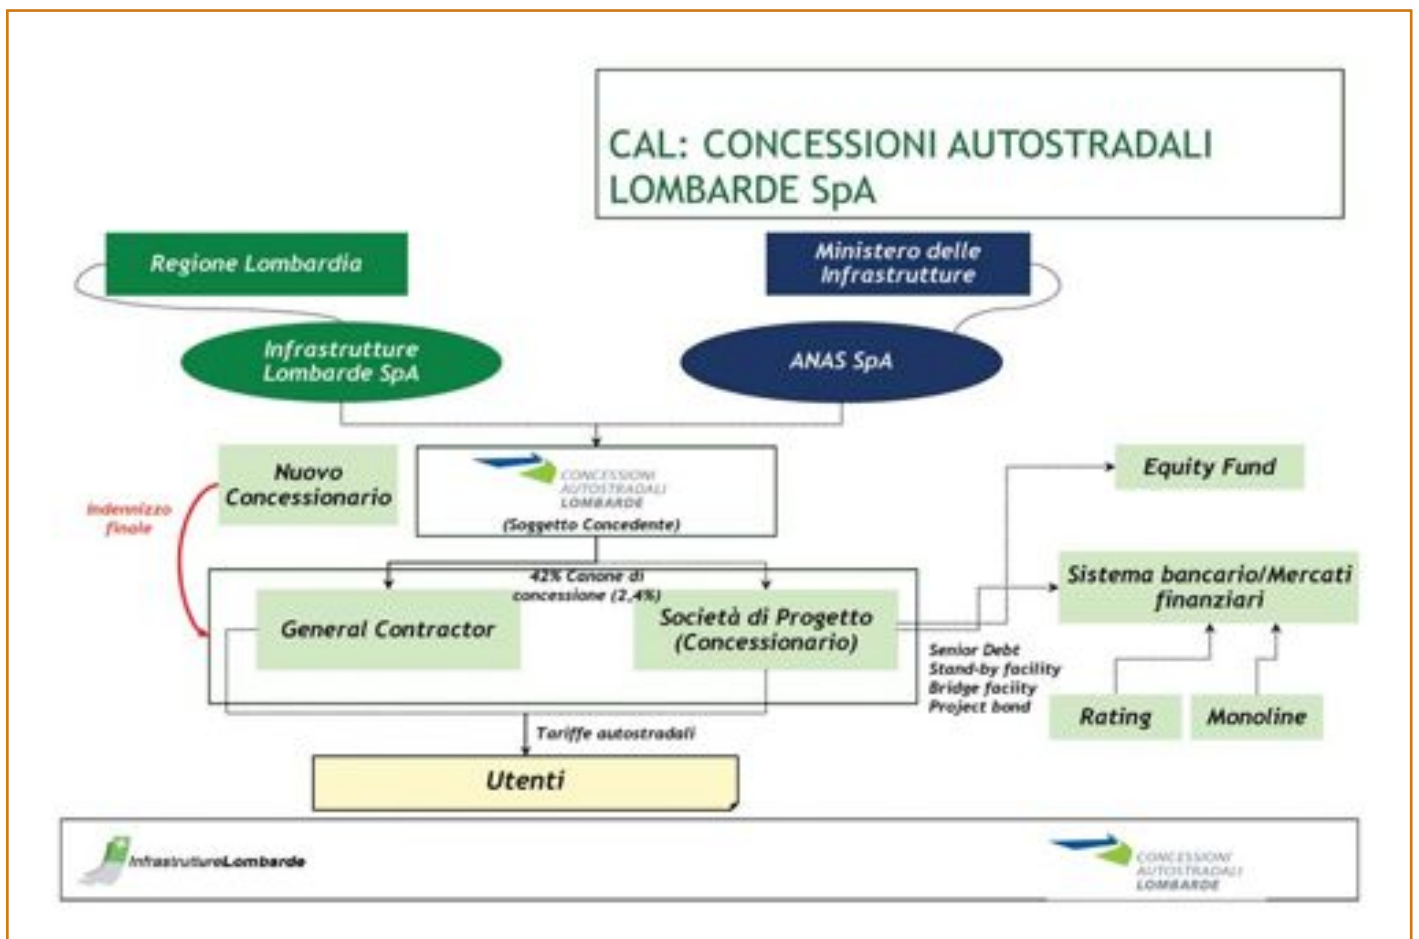 CAL: CONCESSIONI AUTOSTRADALI
LOMBARDE SpA
Regione Lombardia
Ministero delle
Infrastrutture
Infrastrutture
Lombarde SpA
ANAS SpA
Nuovo
Concessionario
CONCESSIONI
AUTOSTRADALI
LOMBARDE
(Soggetto Concedente)
Equity Fund
Indennizzo
finale
42% Canone di
concessione (2,4%)
General Contractor
Società di Progetto
(Concessionario)
Sistema bancario/Mercati
finanziari
Senior Debt
Stand-by facility
Bridge faciity
Project bond
Rating
Monoline
Tariffe autostradali
Utenti
InfrastruttureLombarde
CONCESSIONI
AUTOSTRADALI
LOMBARDE